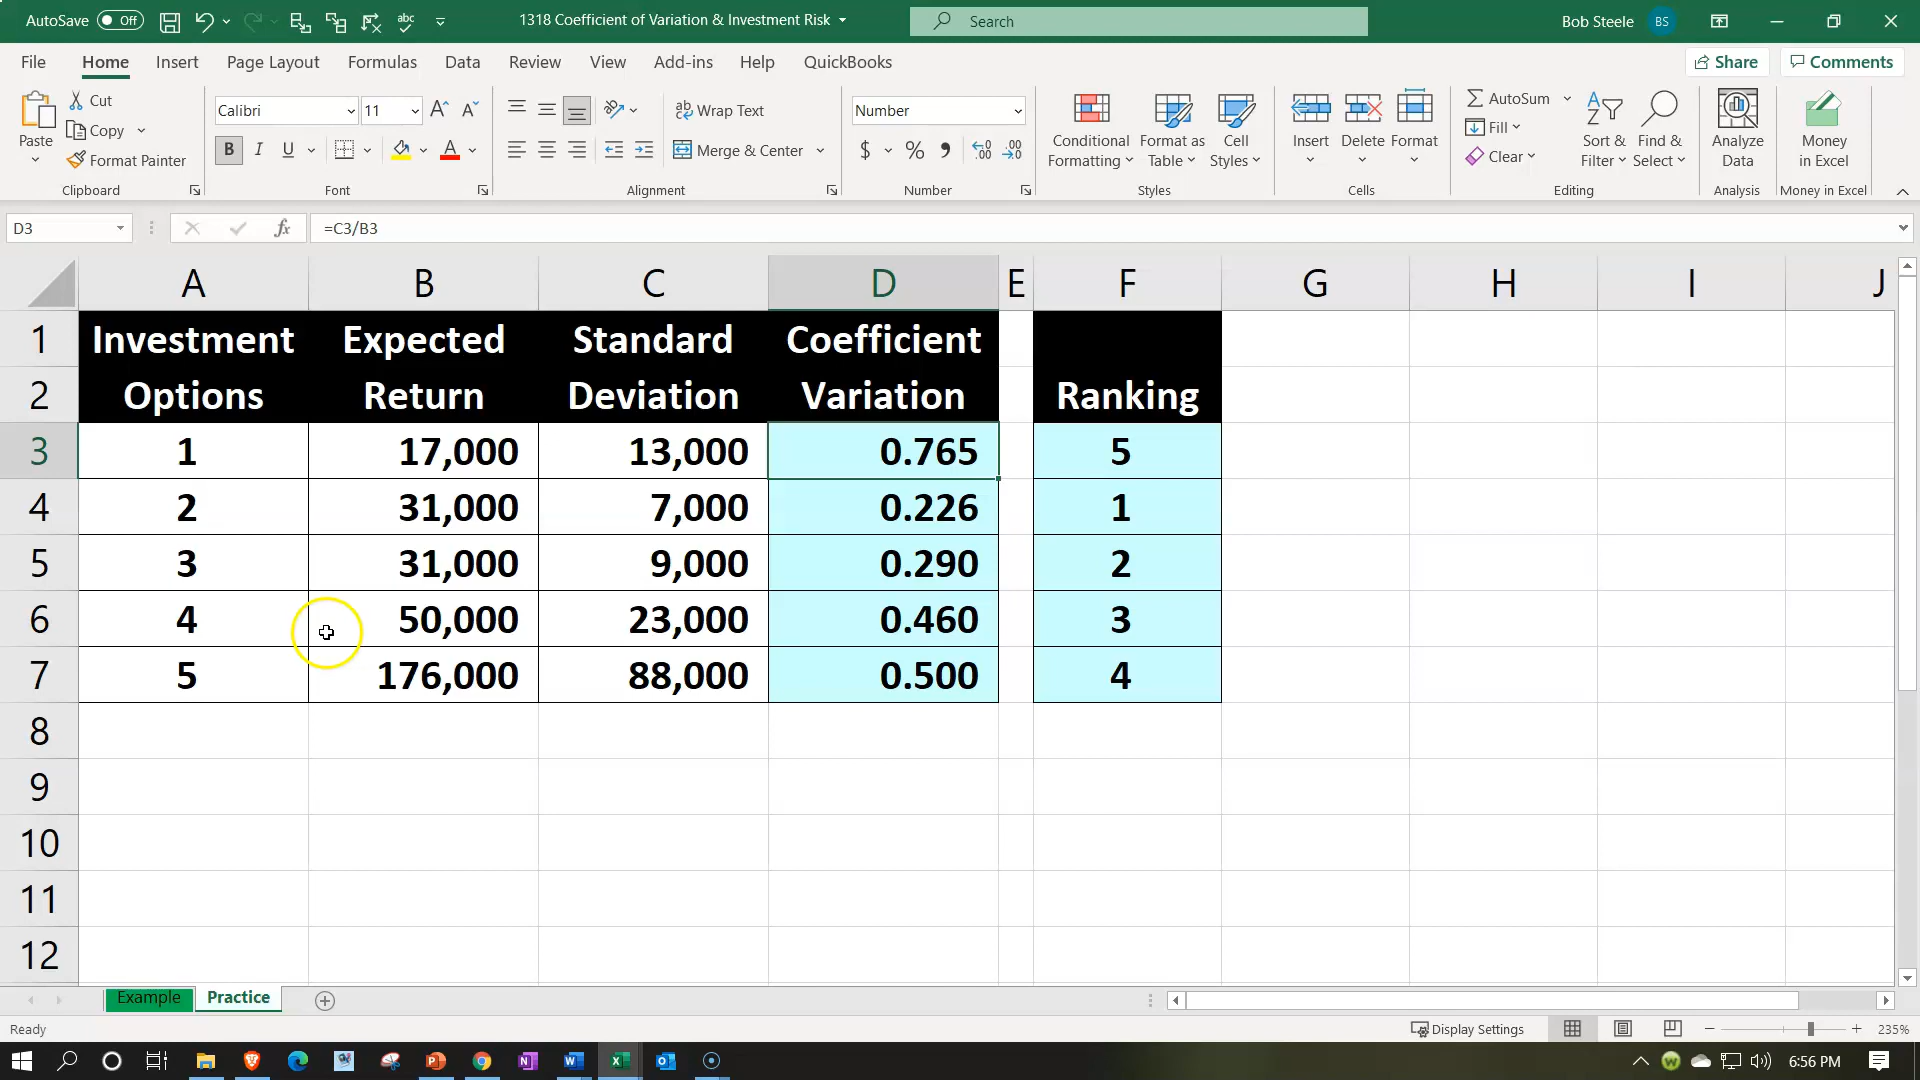 AutoSave Off 1318 Coefficient of Variation & Investment Risk Search Bob Steele BS
File Home Insert Page Layout Formulas Data Review View Add-ins Help QuickBooks Share Comments
Paste Cut Copy Format Painter Clipboard
Calibri 11 B I U A Font
Wrap Text Merge & Center Alignment
Number $ % Number
Conditional Formatting Format as Table Cell Styles Styles
Insert Delete Format Cells
AutoSum Fill Clear Sort & Filter Find & Select Editing
Analyze Data Analysis
Money in Excel Money in Excel
D3 fx =C3/B3
A B C D E F G H I J
1 Investment Expected Standard Coefficient
2 Options Return Deviation Variation Ranking
3 1 17,000 13,000 0.765 5
4 2 31,000 7,000 0.226 1
5 3 31,000 9,000 0.290 2
6 4 50,000 23,000 0.460 3
7 5 176,000 88,000 0.500 4
8
9
10
11
12
Example Practice
Ready Display Settings 235%
6:56 PM